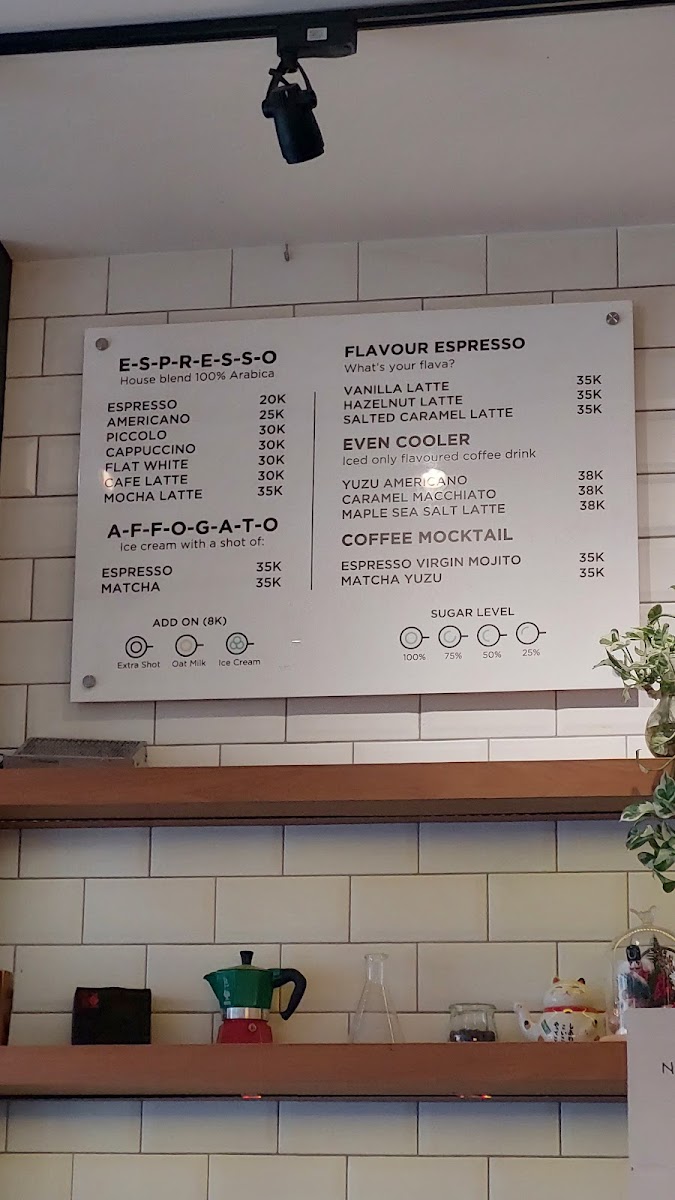 E-S-P-R-E-S-S-O
House blend 100% Arabica
ESPRESSO 20K
AMERICANO 25K
PICCOLO 30K
CAPPUCCINO 30K
FLAT WHITE 30K
CAFE LATTE 30K
MOCHA LATTE 35K
A-F-F-O-G-A-T-O
Ice cream with a shot of:
ESPRESSO 35K
MATCHA 35K
ADD ON (8K)
Extra Shot Oat Milk Ice Cream
FLAVOUR ESPRESSO
What's your flava?
VANILLA LATTE 35K
HAZELNUT LATTE 35K
SALTED CARAMEL LATTE 35K
EVEN COOLER
Iced only flavoured coffee drink
YUZU AMERICANO 38K
CARAMEL MACCHIATO 38K
MAPLE SEA SALT LATTE 38K
COFFEE MOCKTAIL
ESPRESSO VIRGIN MOJITO 35K
MATCHA YUZU 35K
SUGAR LEVEL
100% 75% 50% 25%
N